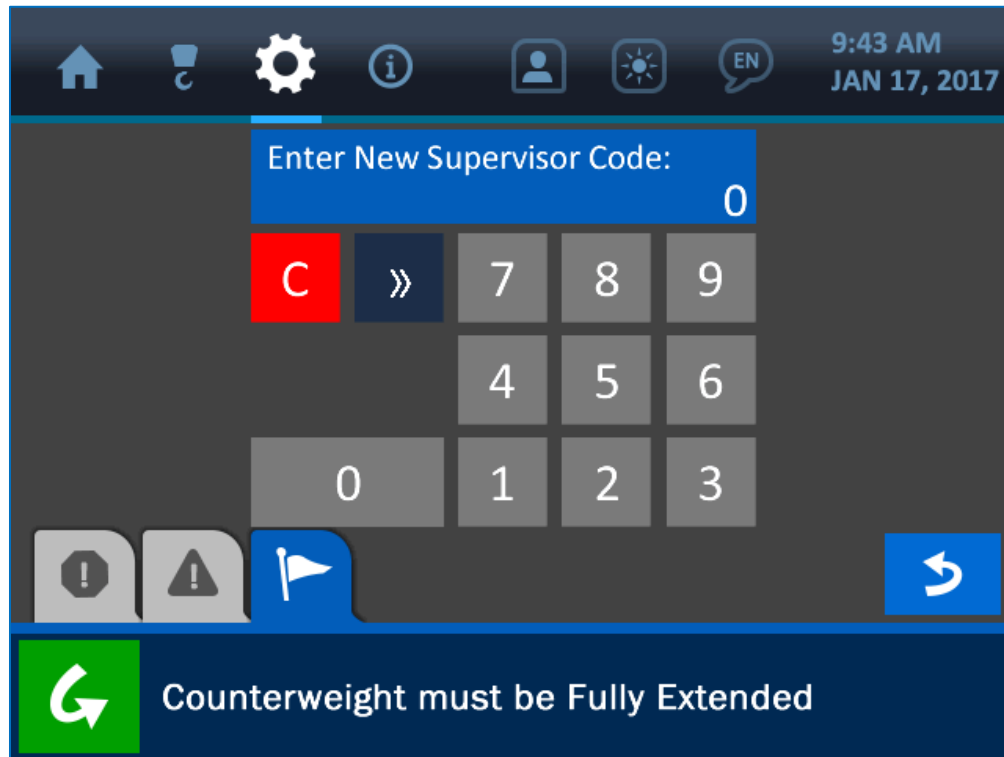 EN
9:43 AM
JAN 17, 2017
Enter New Supervisor Code:
0
C » 7 8 9
4 5 6
0 1 2 3
Counterweight must be Fully Extended